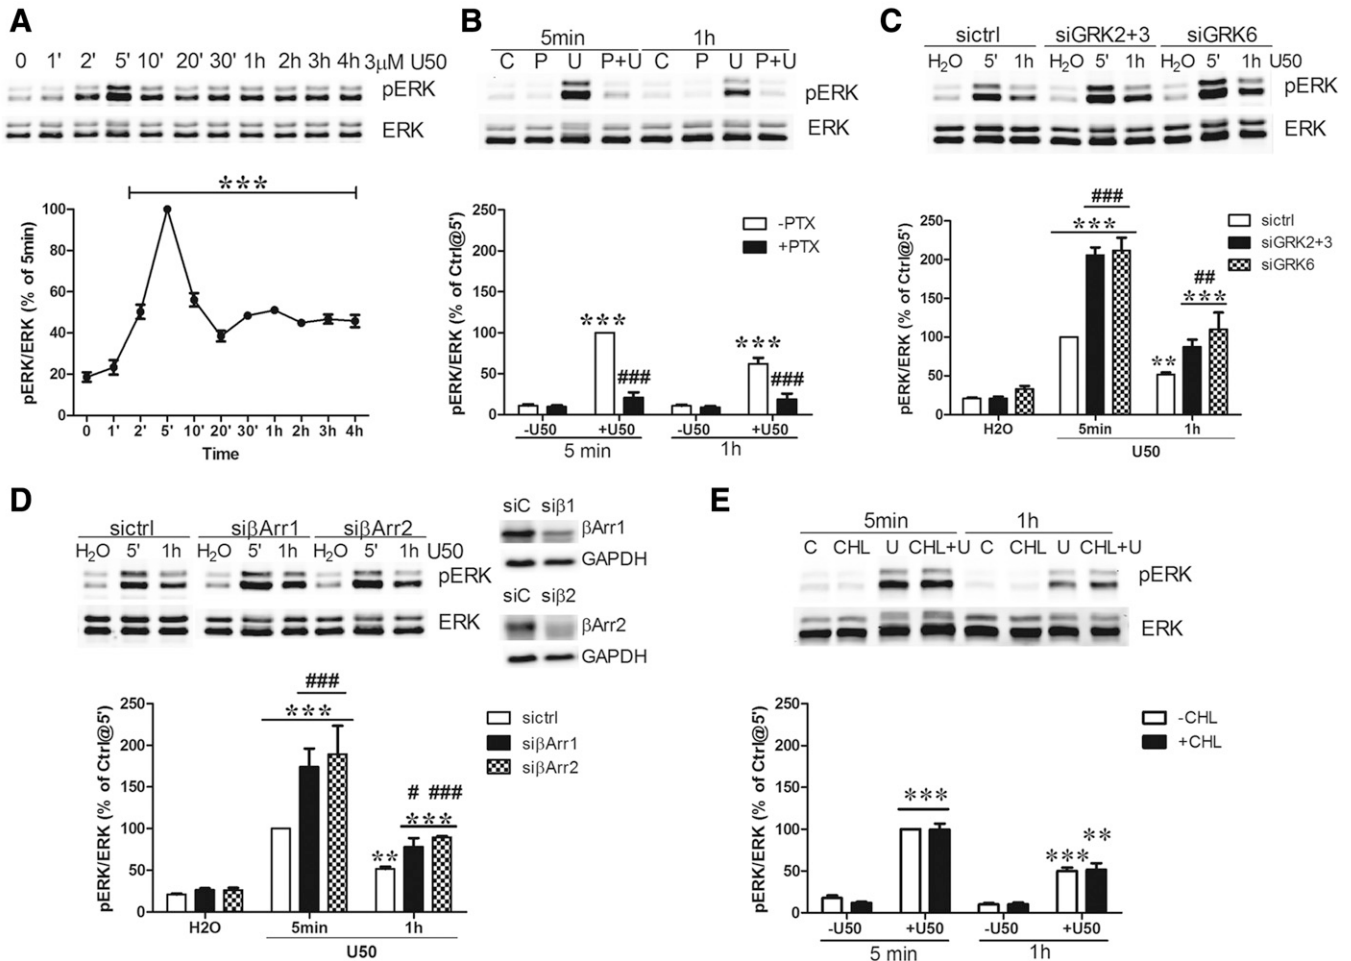 A
0 1' 2' 5' 10' 20' 30' 1h 2h 3h 4h 3µM U50
pERK
ERK
***
pERK/ERK (% of 5min)
100
80
60
40
20
0
0 1' 2' 5' 10' 20' 30' 1h 2h 3h 4h
Time
B
5min 1h
C P U P+U C P U P+U
pERK
ERK
pERK/ERK (% of Ctrl@5')
250
200
150
100
50
0
-PTX
+PTX
*** ### *** ###
-U50 +U50 -U50 +U50
5 min 1h
C
sictrl siGRK2+3 siGRK6
H₂O 5' 1h H₂O 5' 1h H₂O 5' 1h U50
pERK
ERK
pERK/ERK (% of Ctrl@5')
250
200
150
100
50
0
###
***
##
***
**
sictrl
siGRK2+3
siGRK6
H2O 5min 1h
U50
D
sictrl siβArr1 siβArr2
H₂O 5' 1h H₂O 5' 1h H₂O 5' 1h U50
pERK
ERK
siC siβ1
βArr1
GAPDH
siC siβ2
βArr2
GAPDH
pERK/ERK (% of Ctrl@5')
250
200
150
100
50
0
###
***
# ###
***
**
sictrl
siβArr1
siβArr2
H2O 5min 1h
U50
E
5min 1h
C CHL U CHL+U C CHL U CHL+U
pERK
ERK
pERK/ERK (% of Ctrl@5')
250
200
150
100
50
0
-CHL
+CHL
***
*** **
-U50 +U50 -U50 +U50
5 min 1h